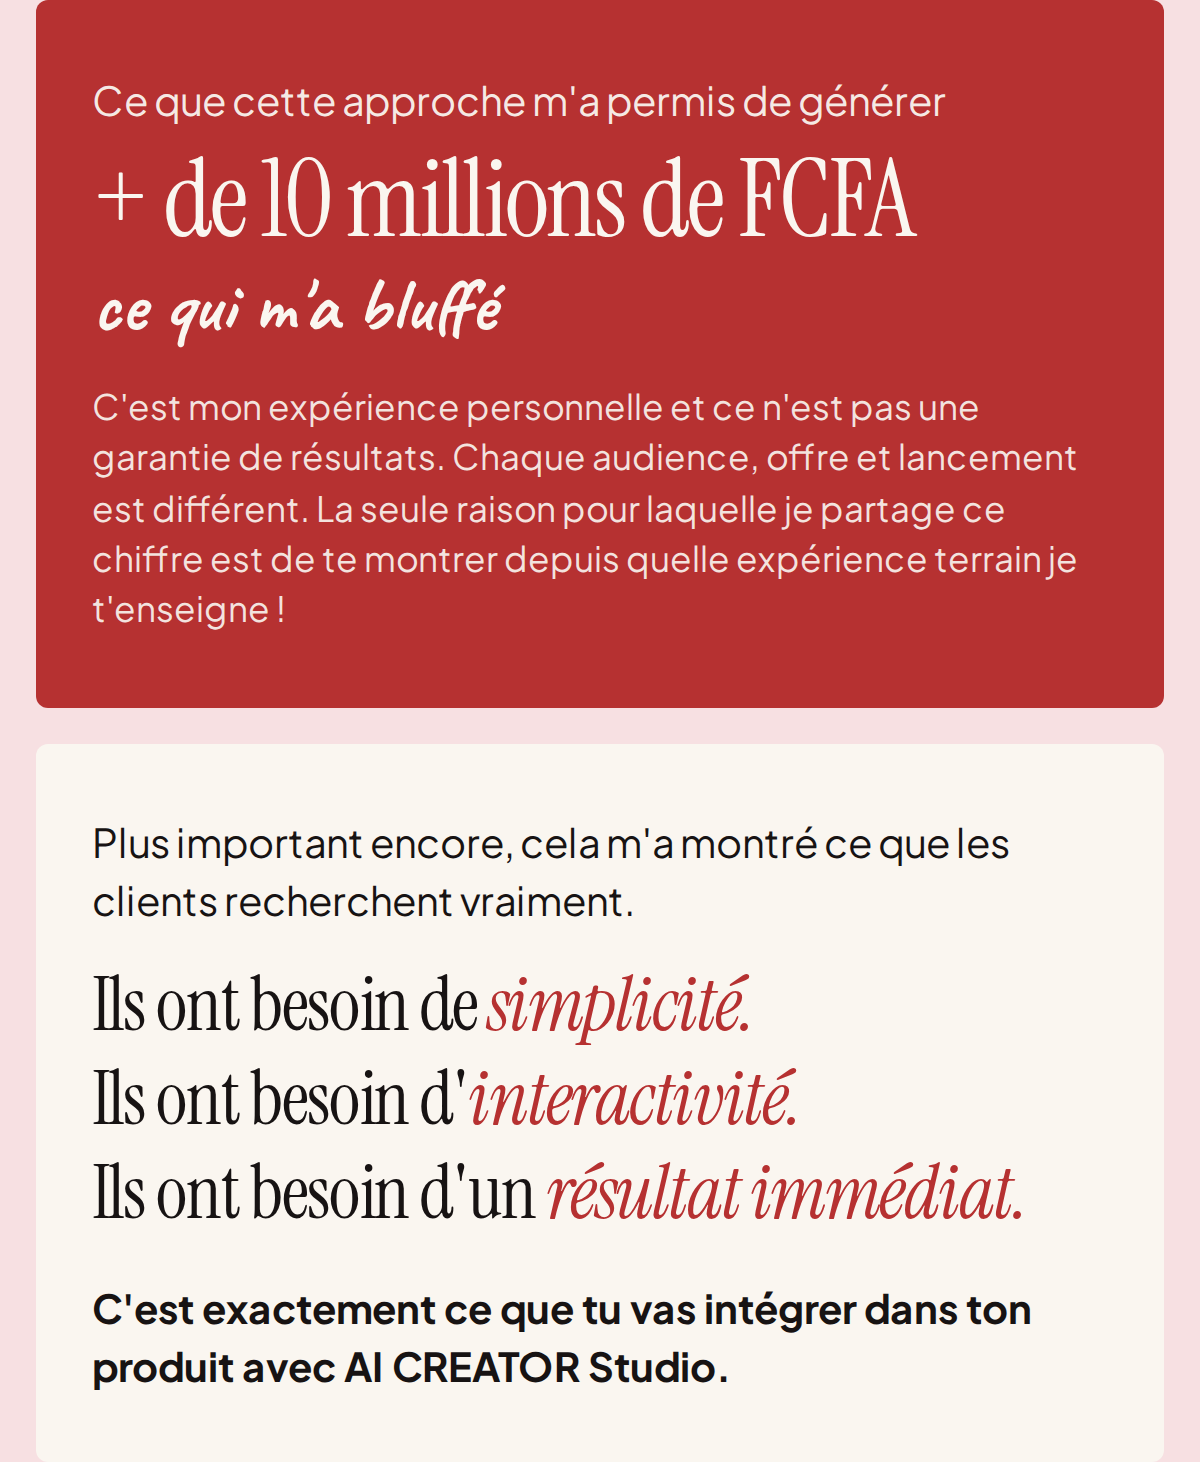 Ce que cette approche m'a permis de générer
+ de 10 millions de FCFA
ce qui m'a bluffé
C'est mon expérience personnelle et ce n'est pas une
garantie de résultats. Chaque audience, offre et lancement
est différent. La seule raison pour laquelle je partage ce
chiffre est de te montrer depuis quelle expérience terrain je
t'enseigne !
Plus important encore, cela m'a montré ce que les
clients recherchent vraiment.
Ils ont besoin de simplicité.
Ils ont besoin d'interactivité.
Ils ont besoin d'un résultat immédiat.
C'est exactement ce que tu vas intégrer dans ton
produit avec AI CREATOR Studio.